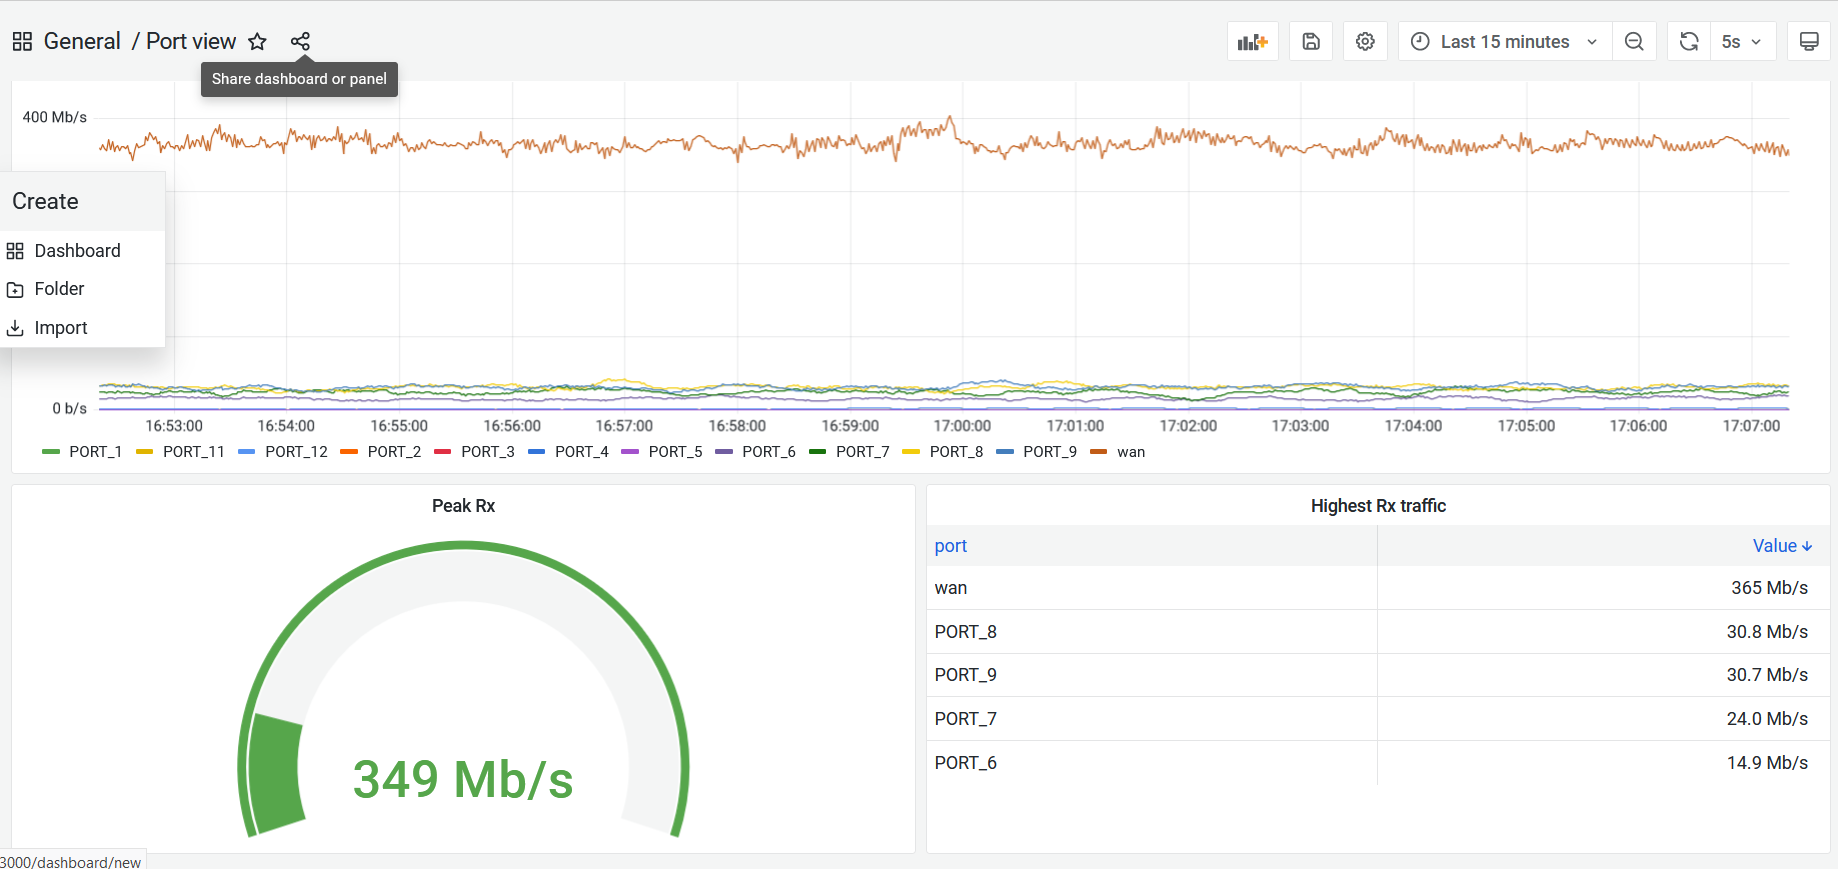 General / Port view
Last 15 minutes
5s
Share dashboard or panel
400 Mb/s
0 b/s
Create
Dashboard
Folder
Import
16:53:00 16:54:00 16:55:00 16:56:00 16:57:00 16:58:00 16:59:00 17:00:00 17:01:00 17:02:00 17:03:00 17:04:00 17:05:00 17:06:00 17:07:00
PORT_1 PORT_11 PORT_12 PORT_2 PORT_3 PORT_4 PORT_5 PORT_6 PORT_7 PORT_8 PORT_9 wan
Peak Rx
349 Mb/s
Highest Rx traffic
port Value
wan 365 Mb/s
PORT_8 30.8 Mb/s
PORT_9 30.7 Mb/s
PORT_7 24.0 Mb/s
PORT_6 14.9 Mb/s
3000/dashboard/new